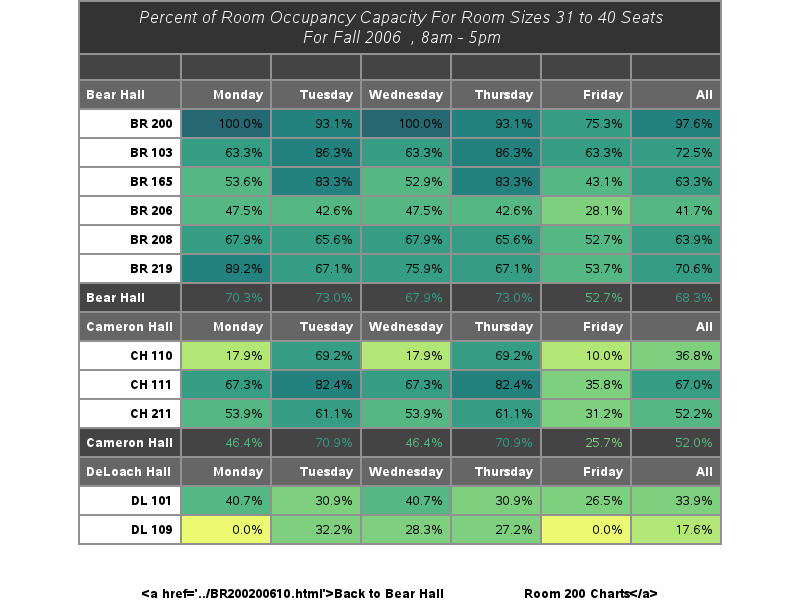 Percent of Room Occupancy Capacity For Room Sizes 31 to 40 Seats
For Fall 2006 , 8am - 5pm
Bear Hall Monday Tuesday Wednesday Thursday Friday All
BR 200 100.0% 93.1% 100.0% 93.1% 75.3% 97.6%
BR 103 63.3% 86.3% 63.3% 86.3% 63.3% 72.5%
BR 165 53.6% 83.3% 52.9% 83.3% 43.1% 63.3%
BR 206 47.5% 42.6% 47.5% 42.6% 28.1% 41.7%
BR 208 67.9% 65.6% 67.9% 65.6% 52.7% 63.9%
BR 219 89.2% 67.1% 75.9% 67.1% 53.7% 70.6%
Bear Hall 70.3% 73.0% 67.9% 73.0% 52.7% 68.3%
Cameron Hall Monday Tuesday Wednesday Thursday Friday All
CH 110 17.9% 69.2% 17.9% 69.2% 10.0% 36.8%
CH 111 67.3% 82.4% 67.3% 82.4% 35.8% 67.0%
CH 211 53.9% 61.1% 53.9% 61.1% 31.2% 52.2%
Cameron Hall 46.4% 70.9% 46.4% 70.9% 25.7% 52.0%
DeLoach Hall Monday Tuesday Wednesday Thursday Friday All
DL 101 40.7% 30.9% 40.7% 30.9% 26.5% 33.9%
DL 109 0.0% 32.2% 28.3% 27.2% 0.0% 17.6%
<a href='../BR200200610.html'>Back to Bear Hall Room 200 Charts</a>